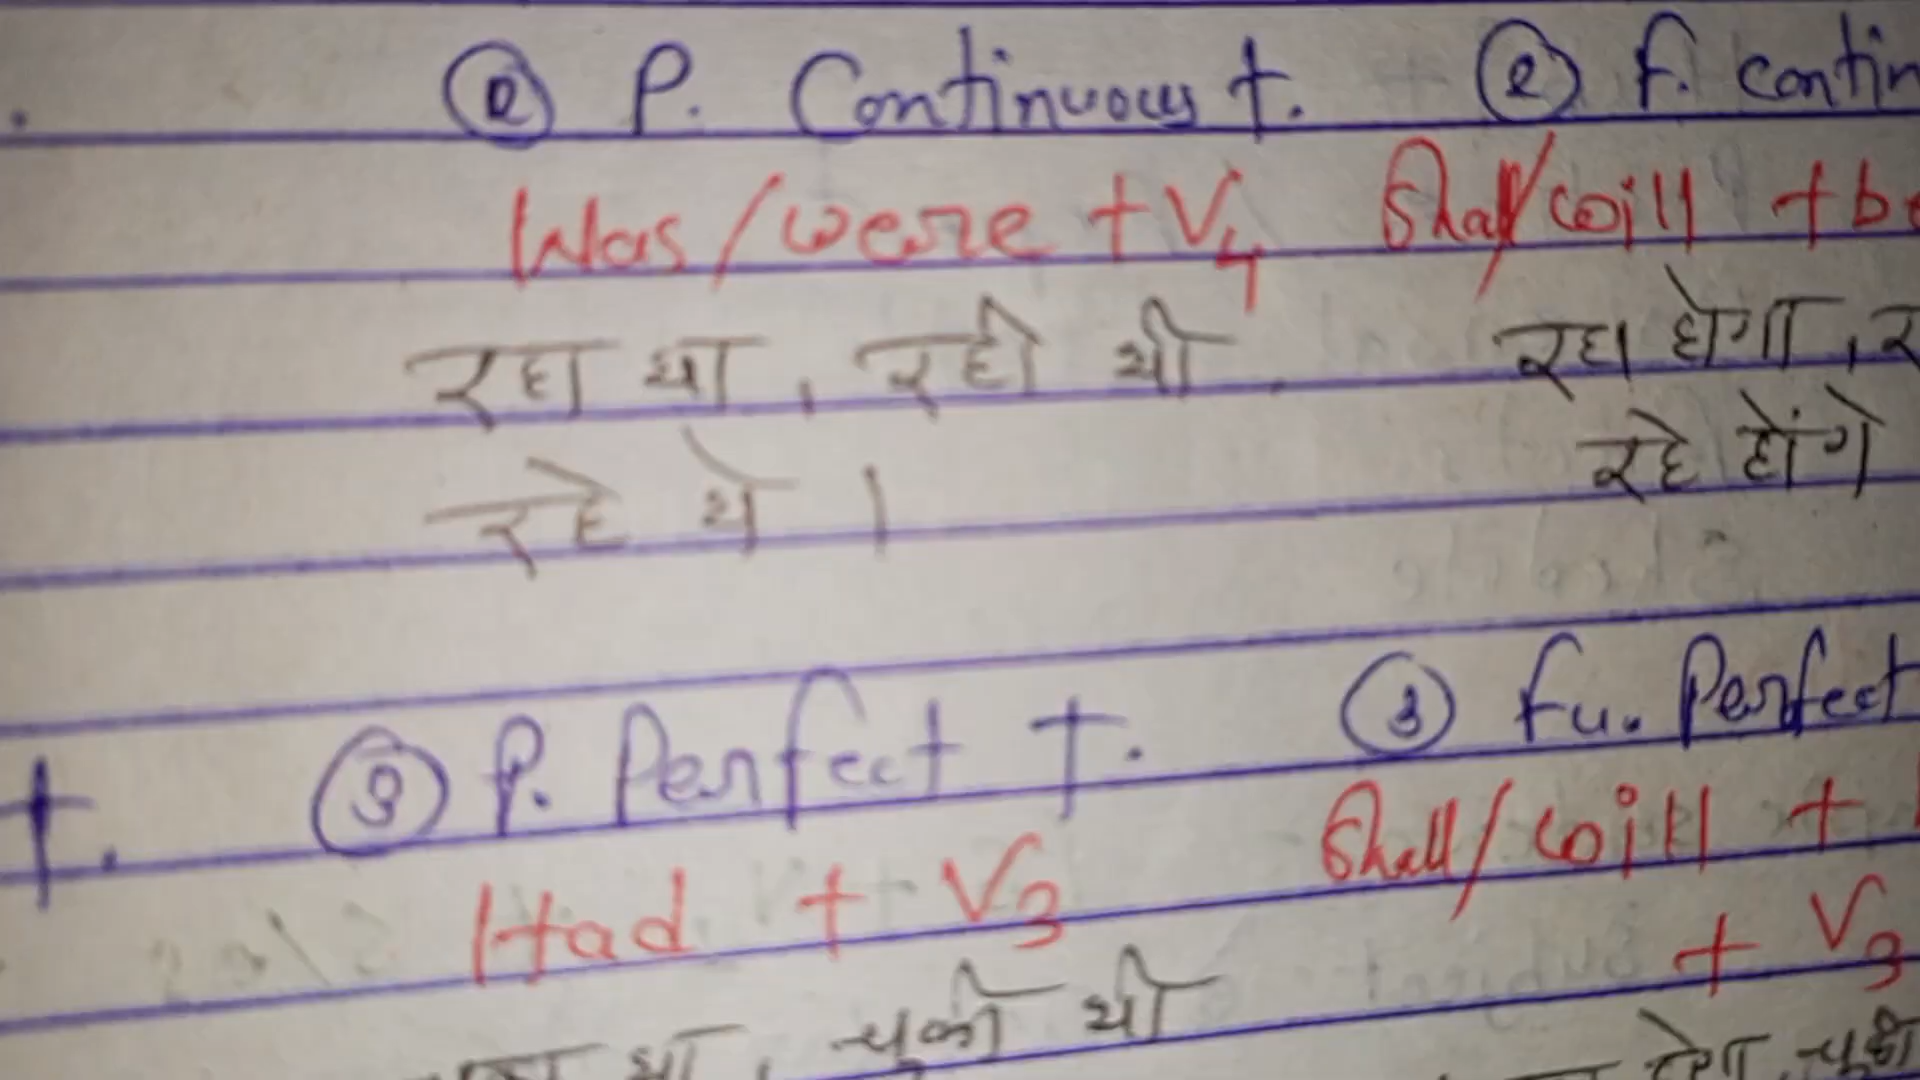 ② P. Continuous t.
Was/were + V4
रहा था, रही थी,
रहे थे।
② F. contin
Shall/will + be
रहा होगा, र
रहे होंगे
t.
③ P. Perfect T.
Had + V3
था, चुकी थी
③ Fu. Perfect
Shall/will +
+ V3
होगा, चुकी